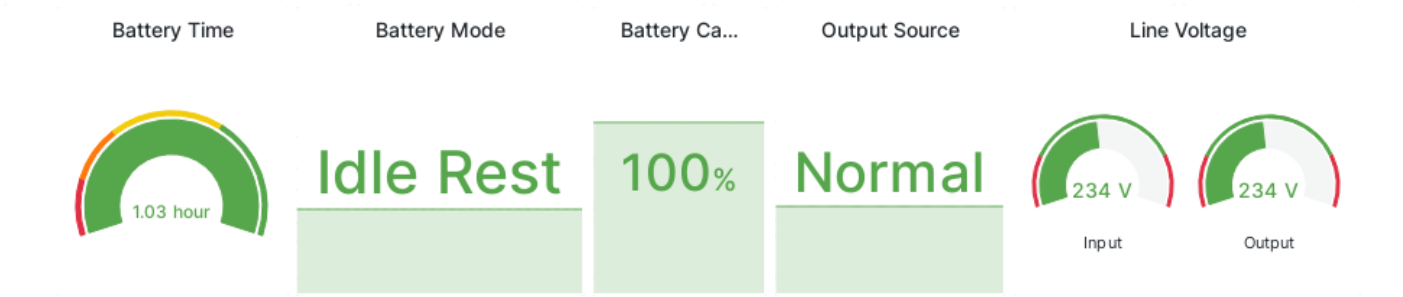 Battery Time
Battery Mode
Battery Ca...
Output Source
Line Voltage
1.03 hour
Idle Rest
100%
Normal
234 V
234 V
Input
Output